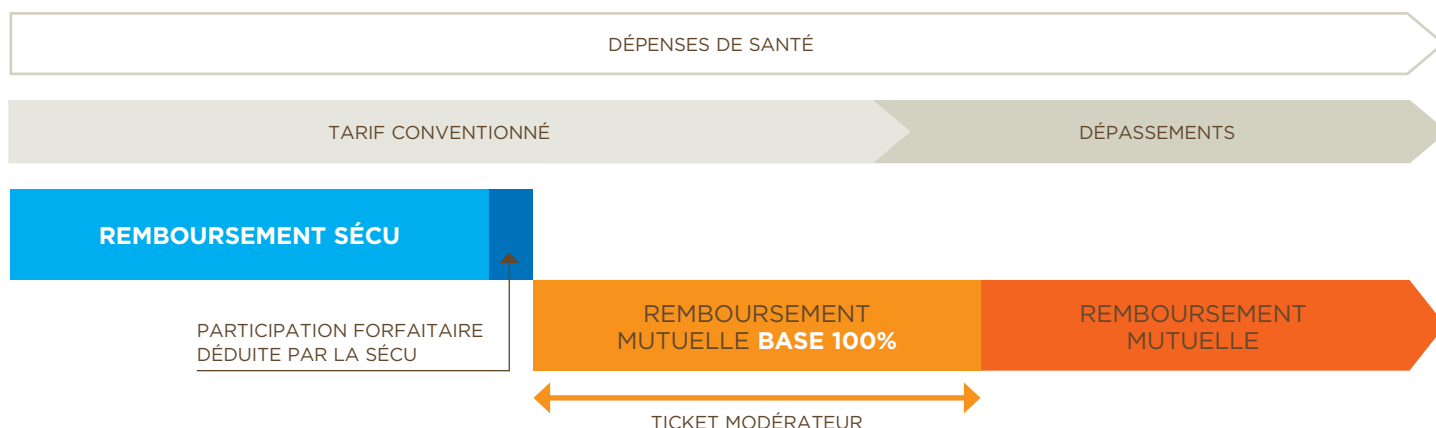 DÉPENSES DE SANTÉ
TARIF CONVENTIONNÉ
DÉPASSEMENTS
REMBOURSEMENT SÉCU
PARTICIPATION FORFAITAIRE
DÉDUITE PAR LA SÉCU
REMBOURSEMENT
MUTUELLE BASE 100%
REMBOURSEMENT
MUTUELLE
TICKET MODÉRATEUR